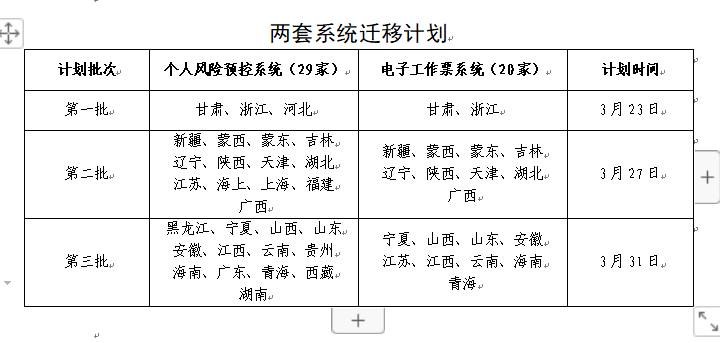 两套系统迁移计划
计划批次 个人风险预控系统（29家） 电子工作票系统（20家） 计划时间
第一批 甘肃、浙江、河北 甘肃、浙江 3月23日
新疆、蒙西、蒙东、吉林
辽宁、陕西、天津、湖北
江苏、海上、上海、福建
广西
新疆、蒙西、蒙东、吉林
辽宁、陕西、天津、湖北
广西
第二批 3月27日
黑龙江、宁夏、山西、山东
安徽、江西、云南、贵州
海南、广东、青海、西藏
湖南
宁夏、山西、山东、安徽
江苏、江西、云南、海南
青海
第三批 3月31日